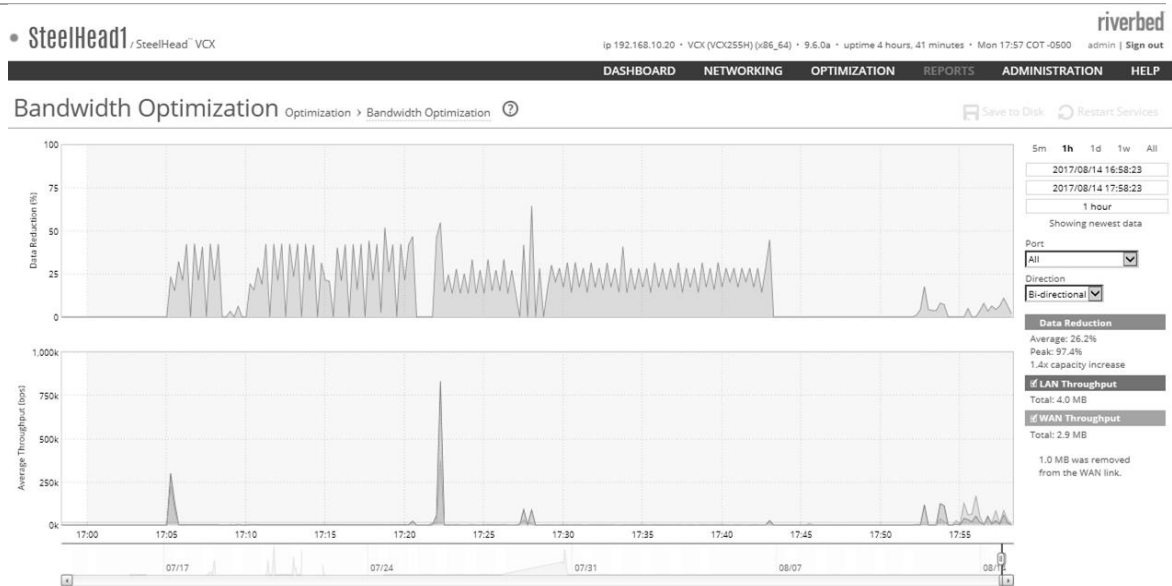 riverbed
SteelHead1 / SteelHead™ VCX
ip 192.168.10.20 • VCX (VCX255H) (x86_64) • 9.6.0a • uptime 4 hours, 41 minutes • Mon 17:57 COT -0500 admin | Sign out
DASHBOARD NETWORKING OPTIMIZATION REPORTS ADMINISTRATION HELP
Bandwidth Optimization Optimization > Bandwidth Optimization ?
Save to Disk Restart Services
5m 1h 1d 1w All
2017/08/14 16:58:23
2017/08/14 17:58:23
1 hour
Showing newest data
Port
All
Direction
Bi-directional
Data Reduction
Average: 26.2%
Peak: 97.4%
1.4x capacity increase
LAN Throughput
Total: 4.0 MB
WAN Throughput
Total: 2.9 MB
1.0 MB was removed
from the WAN link.
Data Reduction (%)
100
75
50
25
0
Average Throughput (bps)
1,000k
750k
500k
250k
0k
17:00 17:05 17:10 17:15 17:20 17:25 17:30 17:35 17:40 17:45 17:50 17:55
07/17 07/24 07/31 08/07